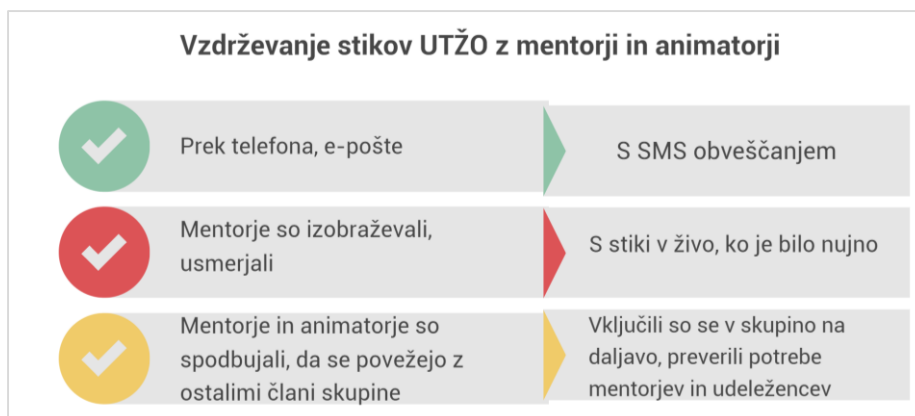 Vzdrževanje stikov UTŽO z mentorji in animatorji
Prek telefona, e-pošte
S SMS obveščanjem
Mentorje so izobraževali,
usmerjali
S stiki v živo, ko je bilo nujno
Mentorje in animatorje so
spodbujali, da se povežejo z
ostalimi člani skupine
Vključili so se v skupino na
daljavo, preverili potrebe
mentorjev in udeležencev